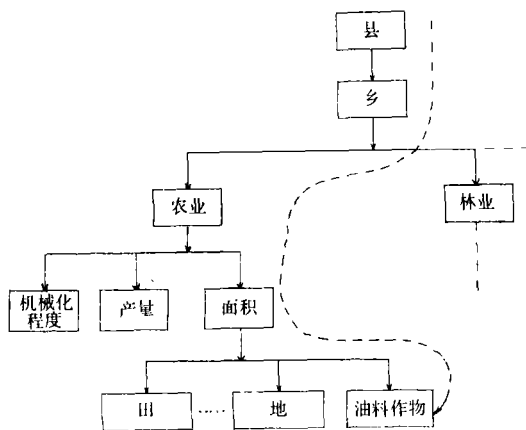 县
乡
农业
林业
机械化
程度
产量
面积
田
……
地
油料作物